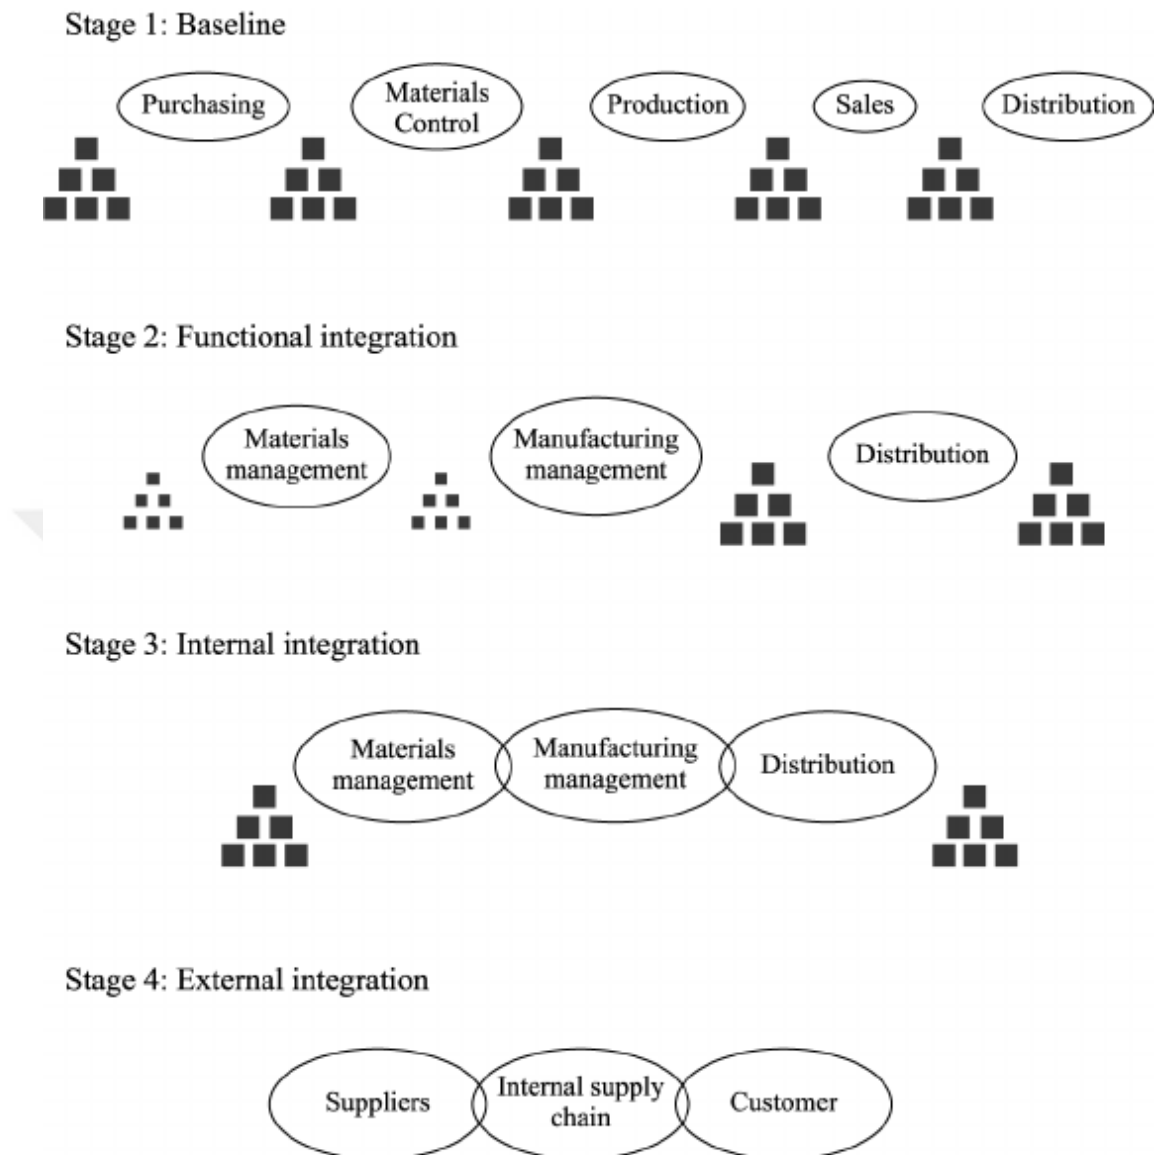 Stage 1: Baseline
Purchasing
Materials
Control
Production
Sales
Distribution
Stage 2: Functional integration
Materials
management
Manufacturing
management
Distribution
Stage 3: Internal integration
Materials
management
Manufacturing
management
Distribution
Stage 4: External integration
Suppliers
Internal supply
chain
Customer